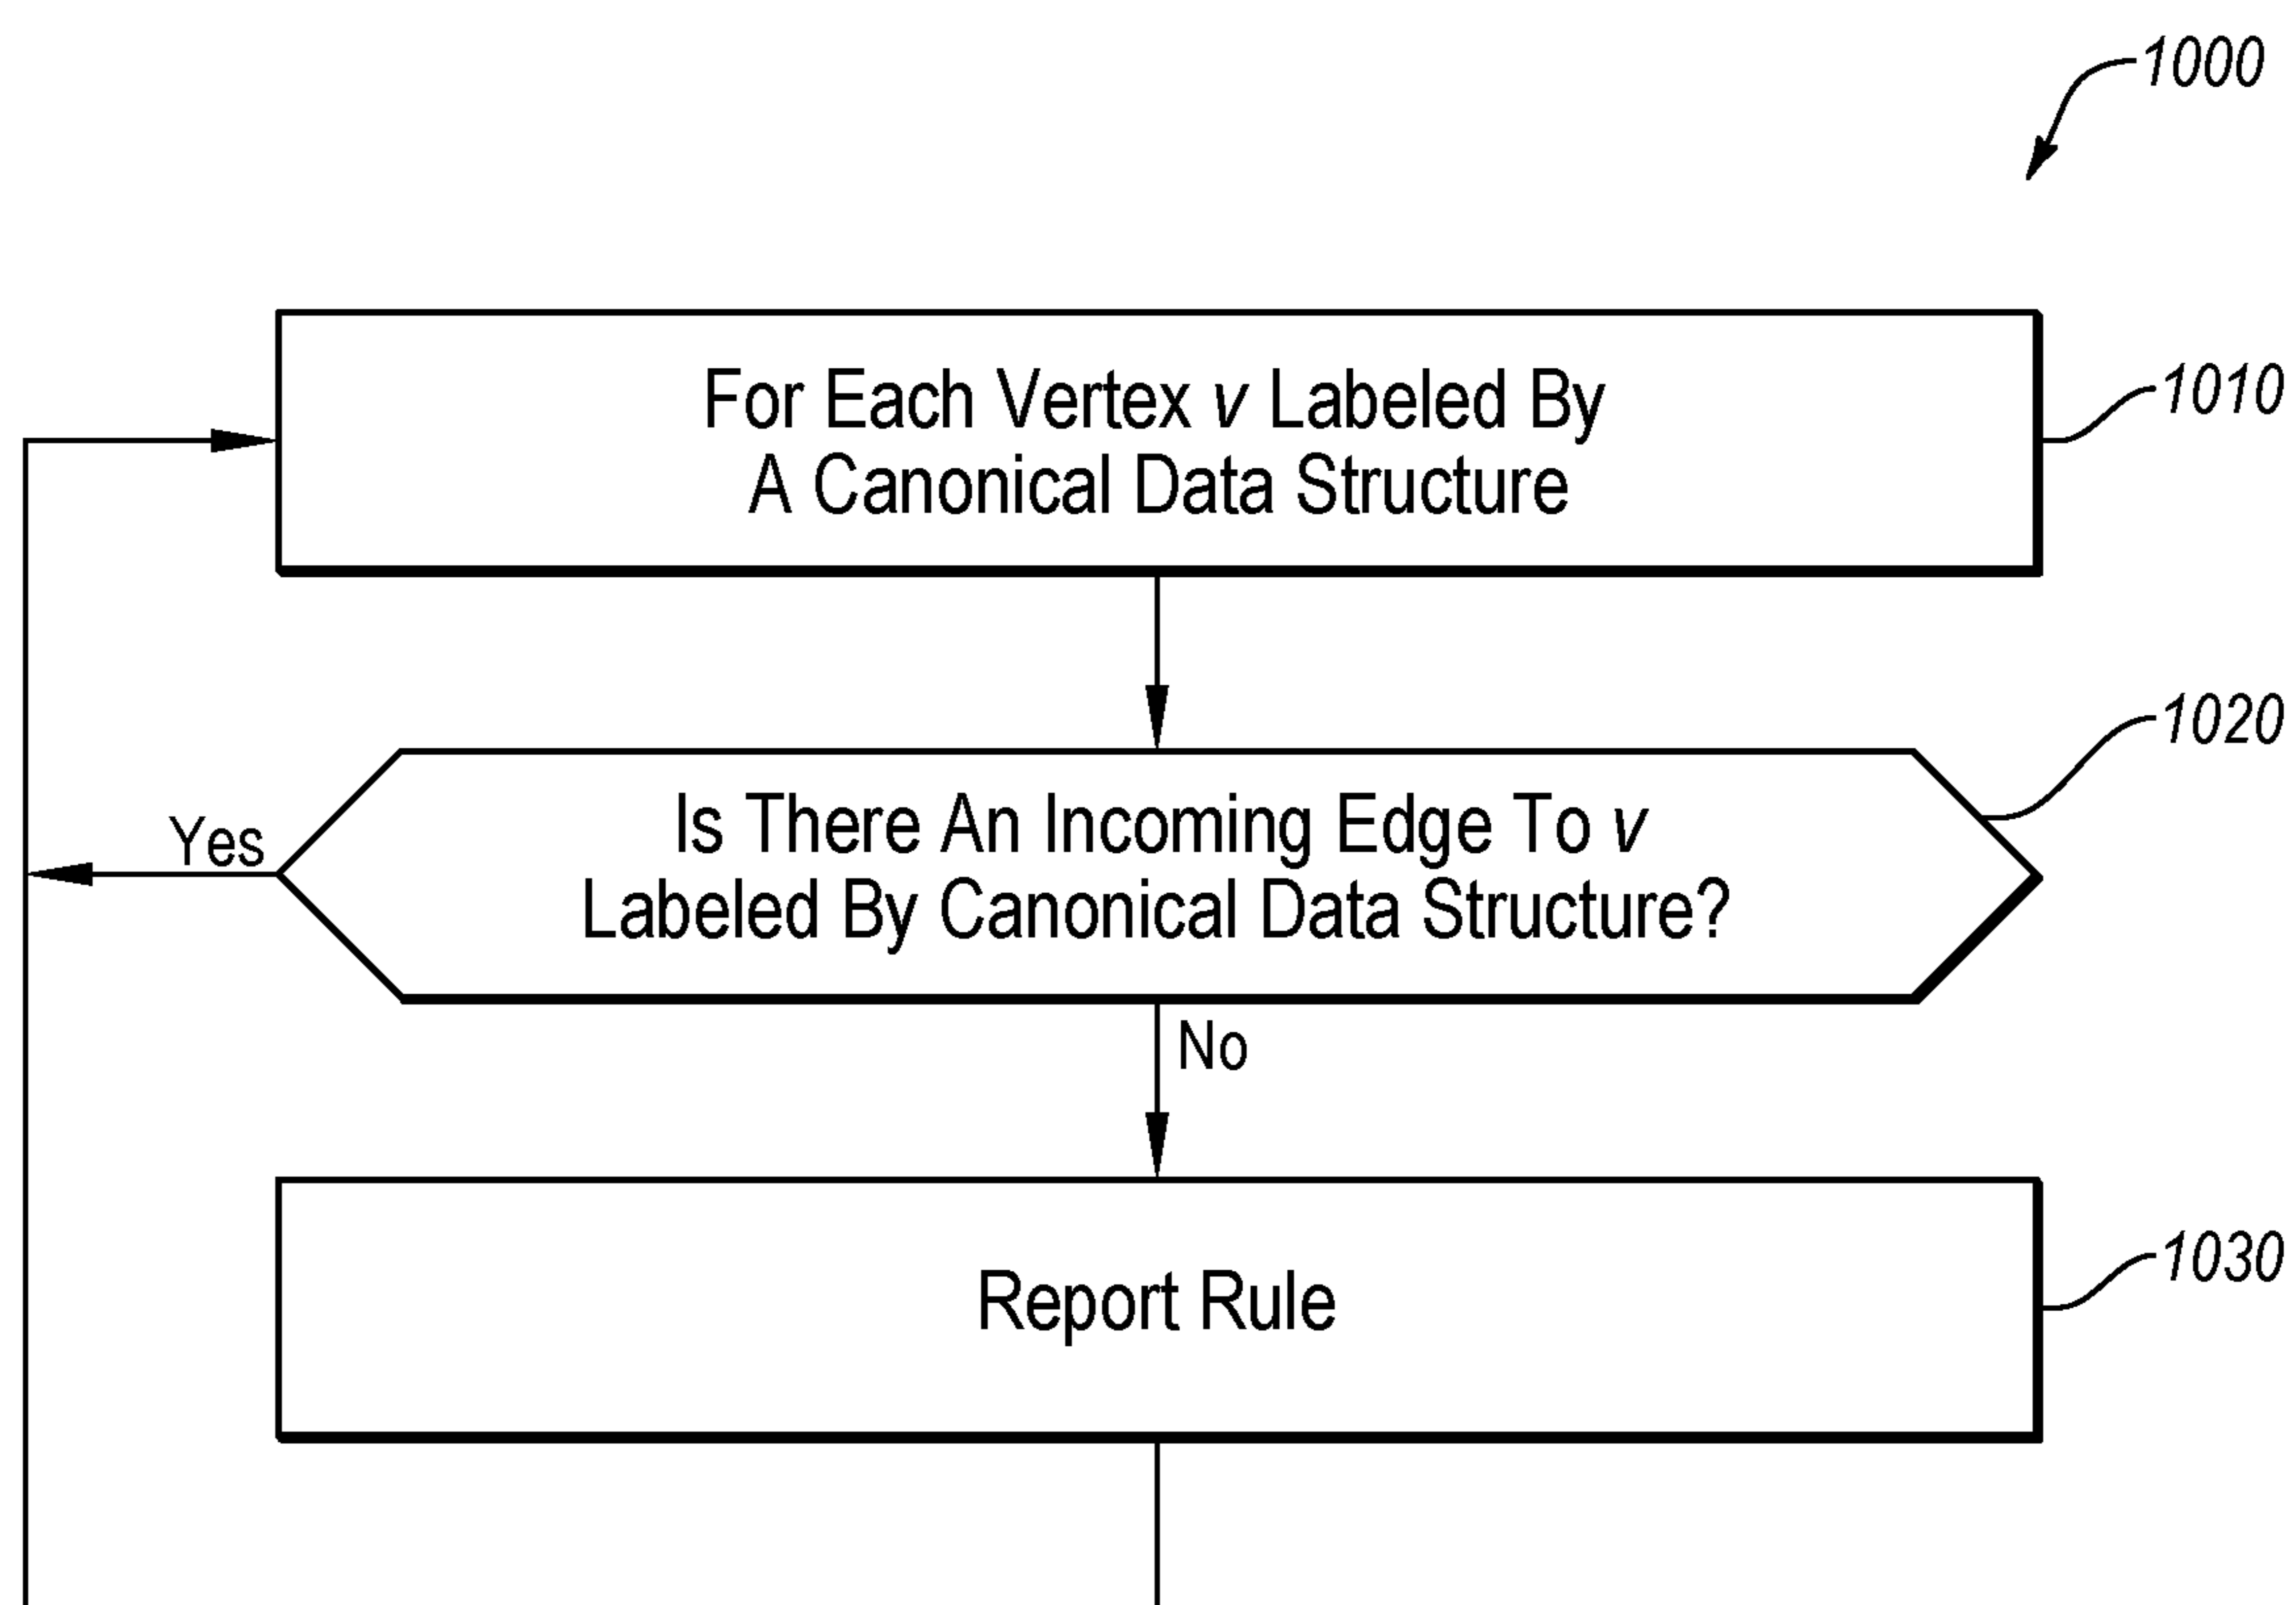 1000
For Each Vertex v Labeled By
A Canonical Data Structure
1010
Is There An Incoming Edge To v
Labeled By Canonical Data Structure?
1020
Yes
No
Report Rule
1030